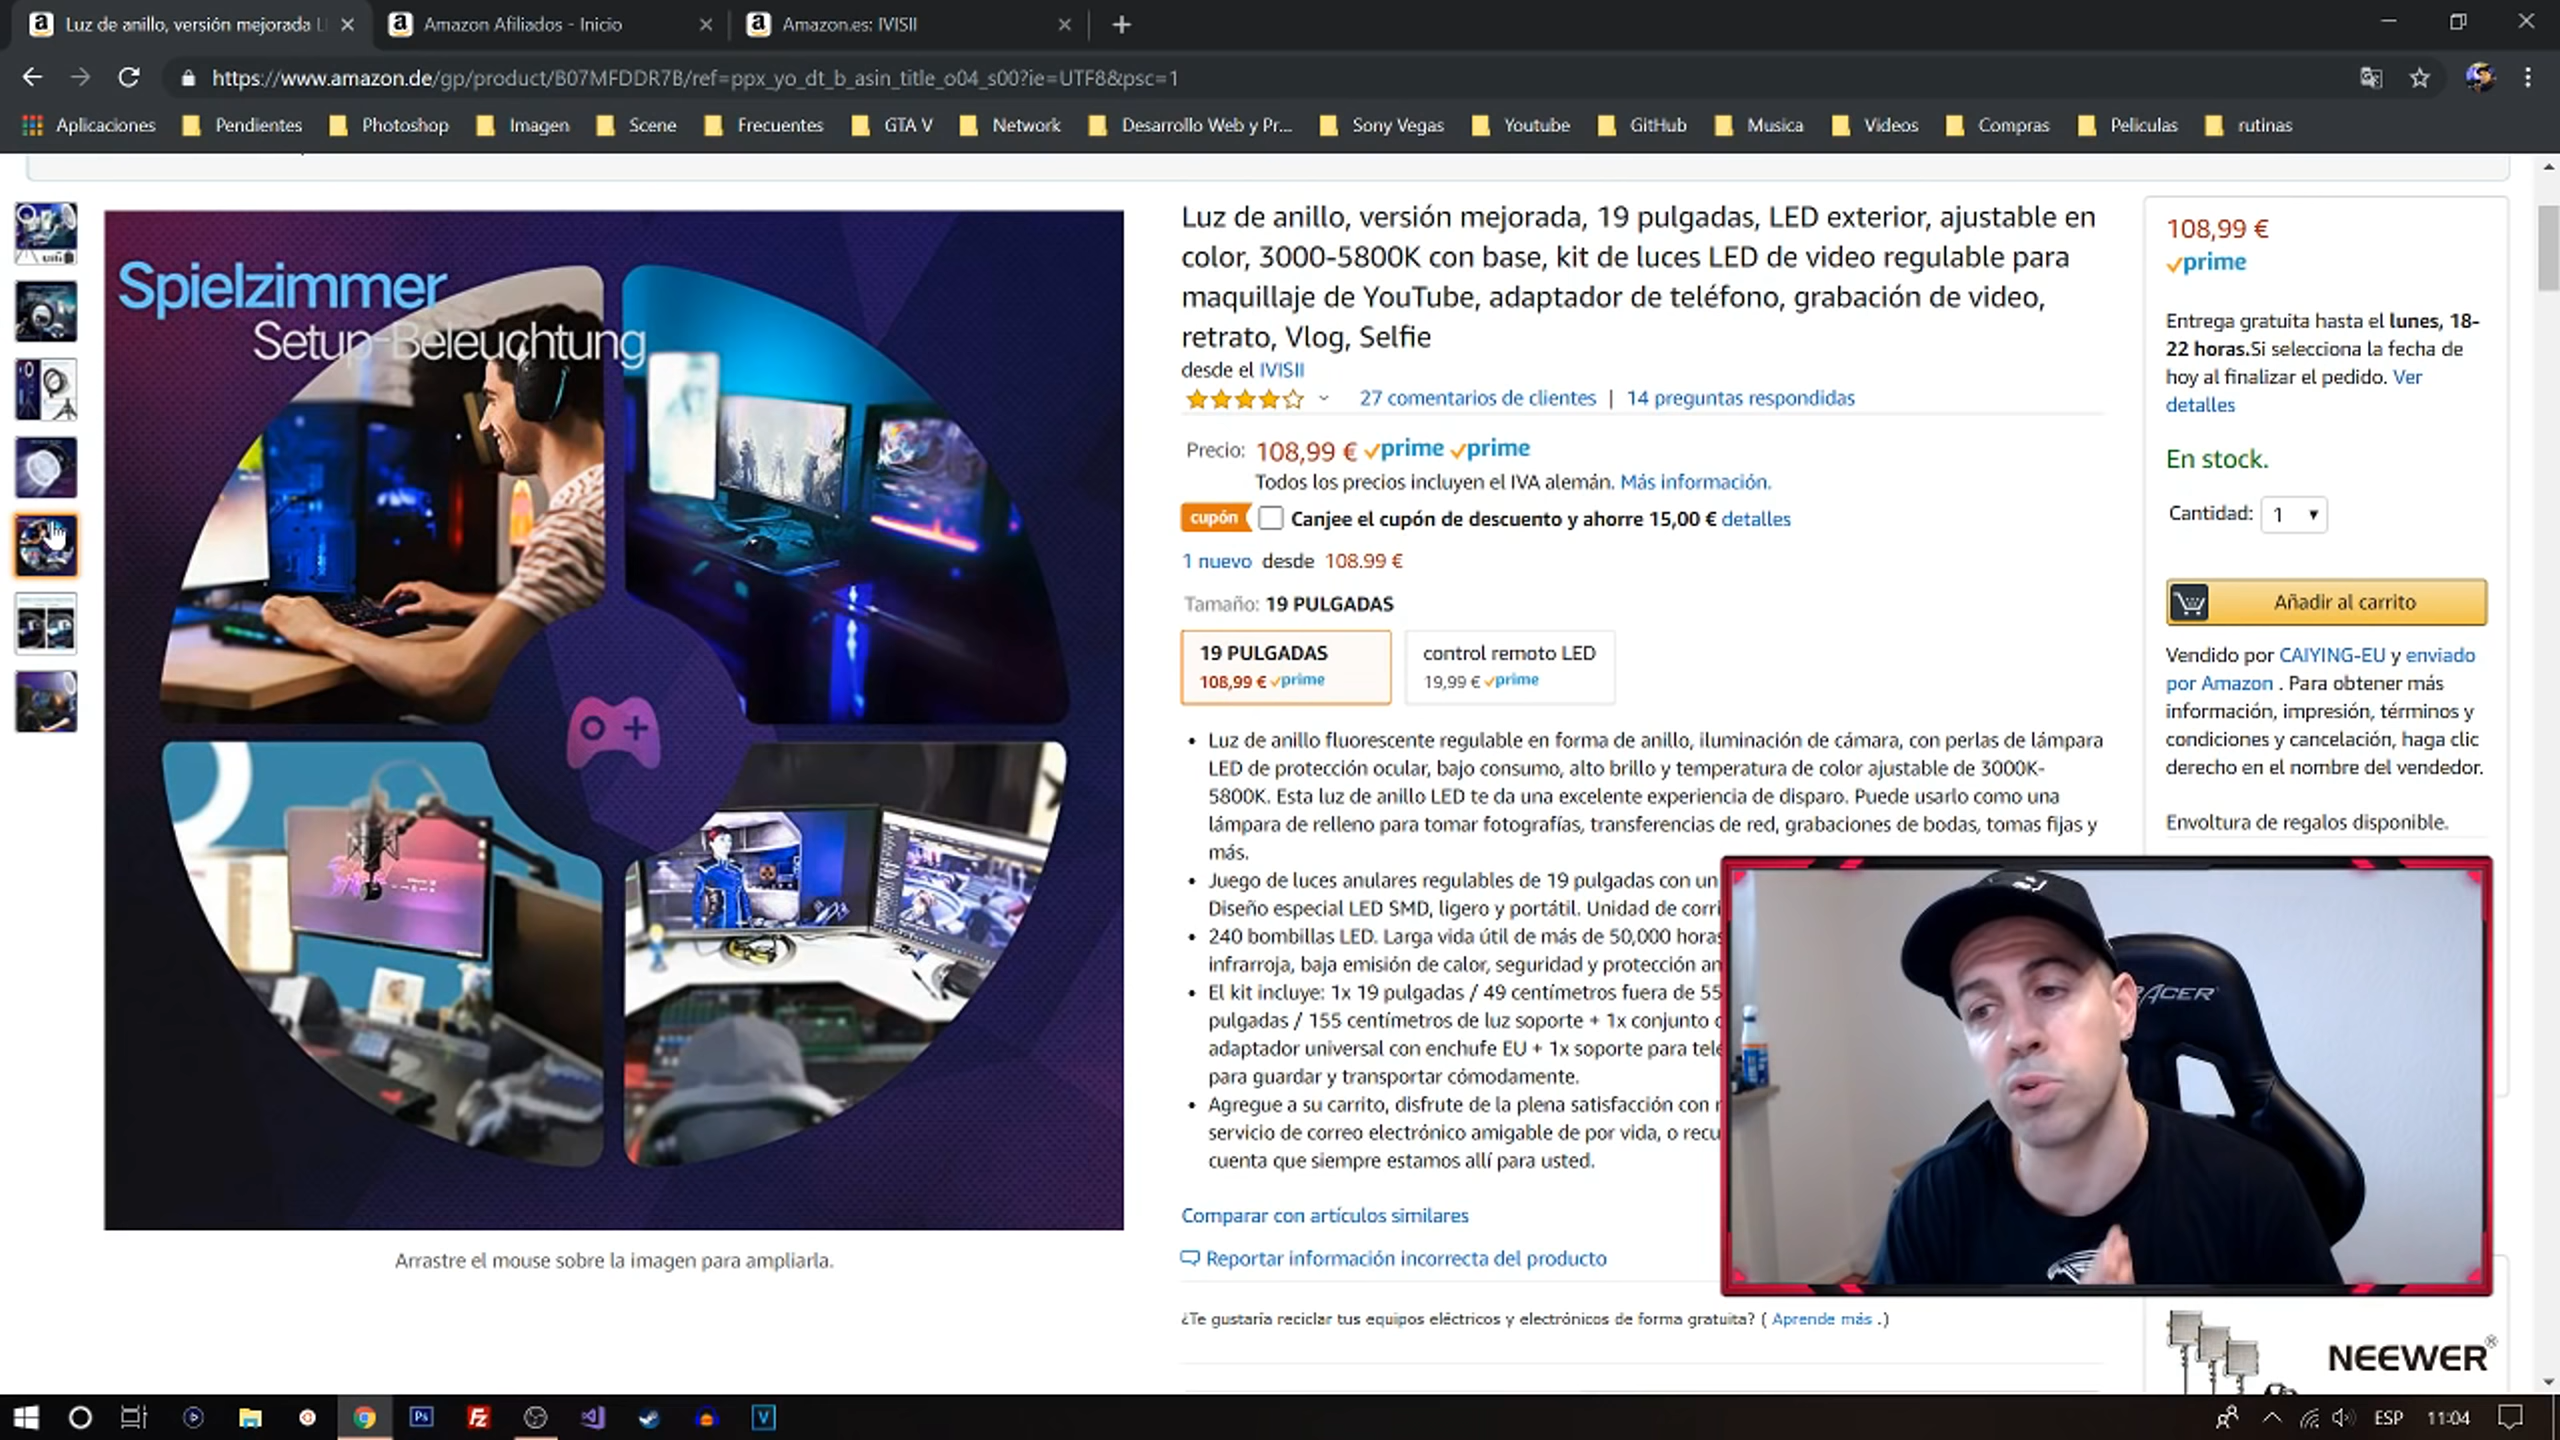 Luz de anillo, versión mejorada
Amazon Afiliados - Inicio
Amazon.es: IVISII
https://www.amazon.de/gp/product/B07MFDDR7B/ref=ppx_yo_dt_b_asin_title_o04_s00?ie=UTF8&psc=1
Aplicaciones Pendientes Photoshop Imagen Scene Frecuentes GTA V Network Desarrollo Web y Pr... Sony Vegas Youtube GitHub Musica Videos Compras Peliculas rutinas
Spielzimmer
Setup-Beleuchtung
Arrastre el mouse sobre la imagen para ampliarla.
Luz de anillo, versión mejorada, 19 pulgadas, LED exterior, ajustable en
color, 3000-5800K con base, kit de luces LED de video regulable para
maquillaje de YouTube, adaptador de teléfono, grabación de video,
retrato, Vlog, Selfie
desde el IVISII
27 comentarios de clientes | 14 preguntas respondidas
Precio: 108,99 € prime prime
Todos los precios incluyen el IVA alemán. Más información.
cupón Canjee el cupón de descuento y ahorre 15,00 € detalles
1 nuevo desde 108.99 €
Tamaño: 19 PULGADAS
19 PULGADAS
108,99 € prime
control remoto LED
19,99 € prime
• Luz de anillo fluorescente regulable en forma de anillo, iluminación de cámara, con perlas de lámpara
LED de protección ocular, bajo consumo, alto brillo y temperatura de color ajustable de 3000K-
5800K. Esta luz de anillo LED te da una excelente experiencia de disparo. Puede usarlo como una
lámpara de relleno para tomar fotografías, transferencias de red, grabaciones de bodas, tomas fijas y
más.
• Juego de luces anulares regulables de 19 pulgadas con un
Diseño especial LED SMD, ligero y portátil. Unidad de corri
• 240 bombillas LED. Larga vida útil de más de 50,000 horas
infrarroja, baja emisión de calor, seguridad y protección am
• El kit incluye: 1x 19 pulgadas / 49 centímetros fuera de 55
pulgadas / 155 centímetros de luz soporte + 1x conjunto
adaptador universal con enchufe EU + 1x soporte para tele
para guardar y transportar cómodamente.
• Agregue a su carrito, disfrute de la plena satisfacción con
servicio de correo electrónico amigable de por vida, o recu
cuenta que siempre estamos allí para usted.
Comparar con artículos similares
Reportar información incorrecta del producto
¿Te gustaría reciclar tus equipos eléctricos y electrónicos de forma gratuita? ( Aprende más .)
108,99 €
prime
Entrega gratuita hasta el lunes, 18-
22 horas.Si selecciona la fecha de
hoy al finalizar el pedido. Ver
detalles
En stock.
Cantidad: 1
Añadir al carrito
Vendido por CAIYING-EU y enviado
por Amazon . Para obtener más
información, impresión, términos y
condiciones y cancelación, haga clic
derecho en el nombre del vendedor.
Envoltura de regalos disponible.
RACER
NEEWER®
ESP 11:04